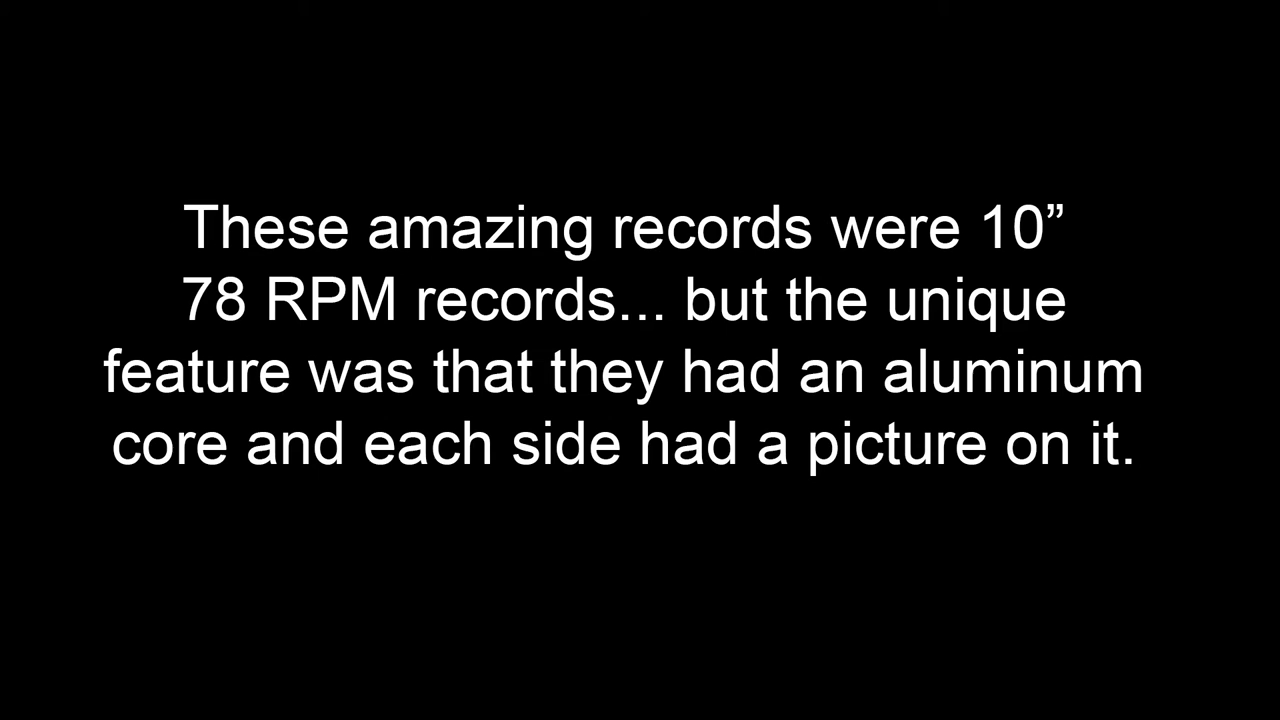 These amazing records were 10”
78 RPM records... but the unique
feature was that they had an aluminum
core and each side had a picture on it.